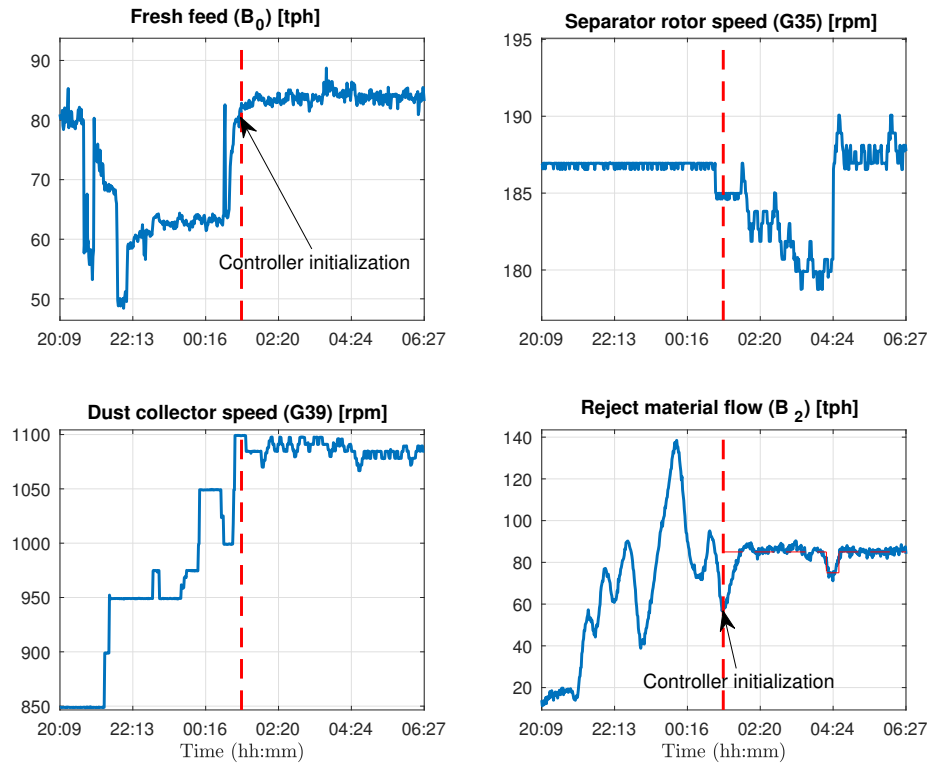 Fresh feed (B0) [tph]
90
80
70
60
50
20:09 22:13 00:16 02:20 04:24 06:27
Controller initialization
Separator rotor speed (G35) [rpm]
195
190
185
180
20:09 22:13 00:16 02:20 04:24 06:27
Dust collector speed (G39) [rpm]
1100
1050
1000
950
900
850
20:09 22:13 00:16 02:20 04:24 06:27
Time (hh:mm)
Reject material flow (B 2) [tph]
140
120
100
80
60
40
20
Controller initialization
20:09 22:13 00:16 02:20 04:24 06:27
Time (hh:mm)